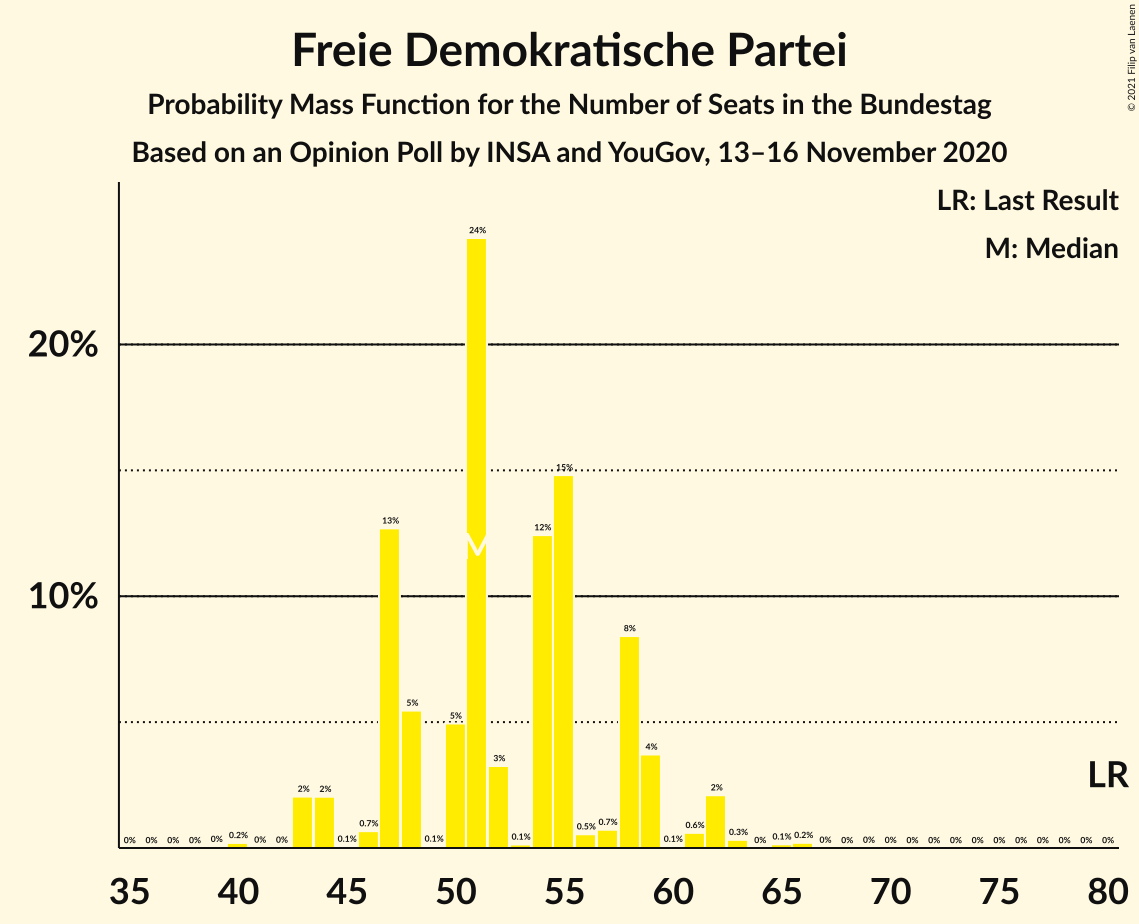 Freie Demokratische Partei
Probability Mass Function for the Number of Seats in the Bundestag
Based on an Opinion Poll by INSA and YouGov, 13–16 November 2020
© 2021 Filip van Laenen
LR: Last Result
M: Median
20%
10%
0% 0% 0% 0% 0% 0.2% 0% 0% 2% 2% 0.1% 0.7% 13% 5% 0.1% 5% 24% 3% 0.1% 12% 15% 0.5% 0.7% 8% 4% 0.1% 0.6% 2% 0.3% 0% 0.1% 0.2% 0% 0% 0% 0% 0% 0% 0% 0% 0% 0% 0% 0% 0% 0%
M
LR
35 40 45 50 55 60 65 70 75 80